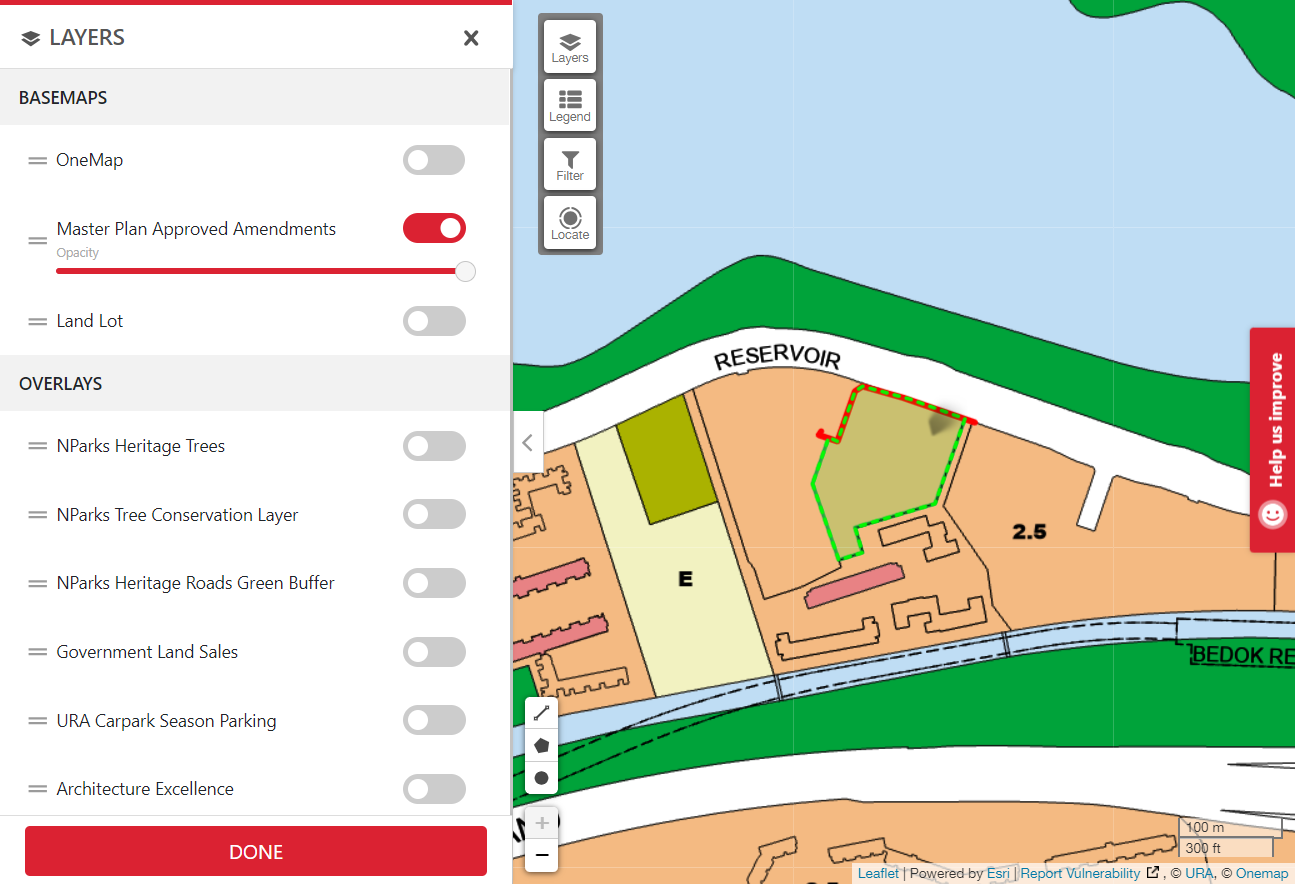 LAYERS
BASEMAPS
OneMap
Master Plan Approved Amendments
Opacity
Land Lot
OVERLAYS
NParks Heritage Trees
NParks Tree Conservation Layer
NParks Heritage Roads Green Buffer
Government Land Sales
URA Carpark Season Parking
Architecture Excellence
DONE
Layers
Legend
Filter
Locate
RESERVOIR
2.5
E
BEDOK RE
Help us improve
100 m
300 ft
Leaflet | Powered by Esri | Report Vulnerability , © URA, © Onemap